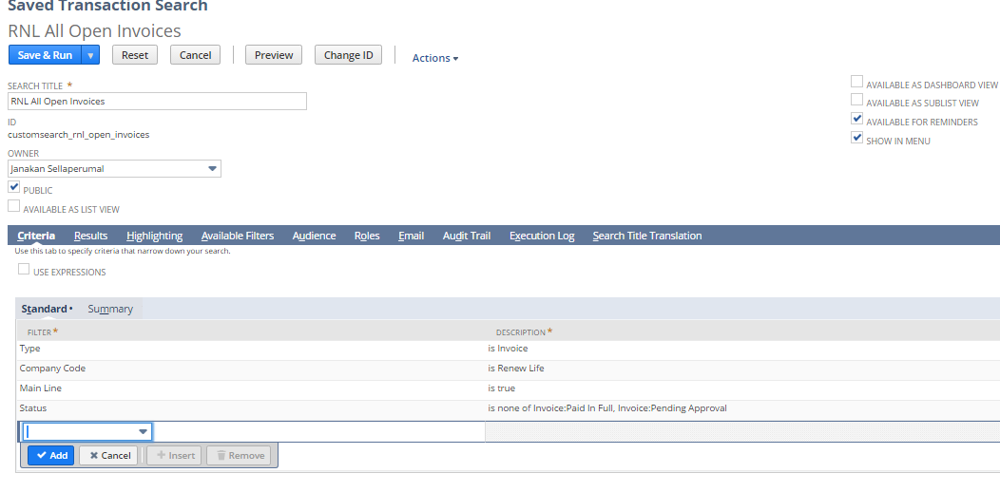 Saved Transaction Search
RNL All Open Invoices
Save & Run
Reset
Cancel
Preview
Change ID
Actions
SEARCH TITLE *
RNL All Open Invoices
ID
customsearch_rnl_open_invoices
OWNER
Janakan Sellaperumal
PUBLIC
AVAILABLE AS LIST VIEW
AVAILABLE AS DASHBOARD VIEW
AVAILABLE AS SUBLIST VIEW
AVAILABLE FOR REMINDERS
SHOW IN MENU
Criteria Results Highlighting Available Filters Audience Roles Email Audit Trail Execution Log Search Title Translation
Use this tab to specify criteria that narrow down your search.
USE EXPRESSIONS
Standard • Summary
FILTER * DESCRIPTION *
Type is Invoice
Company Code is Renew Life
Main Line is true
Status is none of Invoice:Paid In Full, Invoice:Pending Approval
Add Cancel Insert Remove